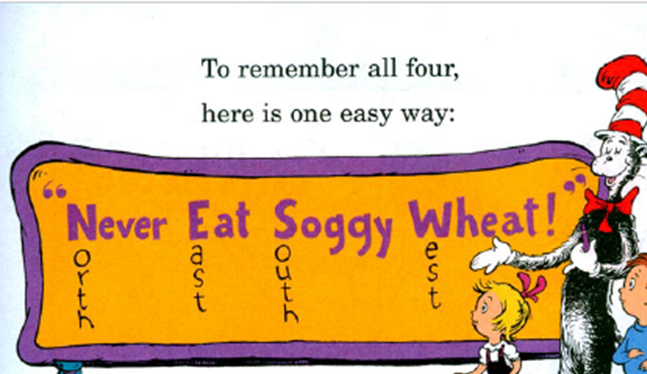 To remember all four,
here is one easy way:
“Never Eat Soggy Wheat!”
orth ast outh est